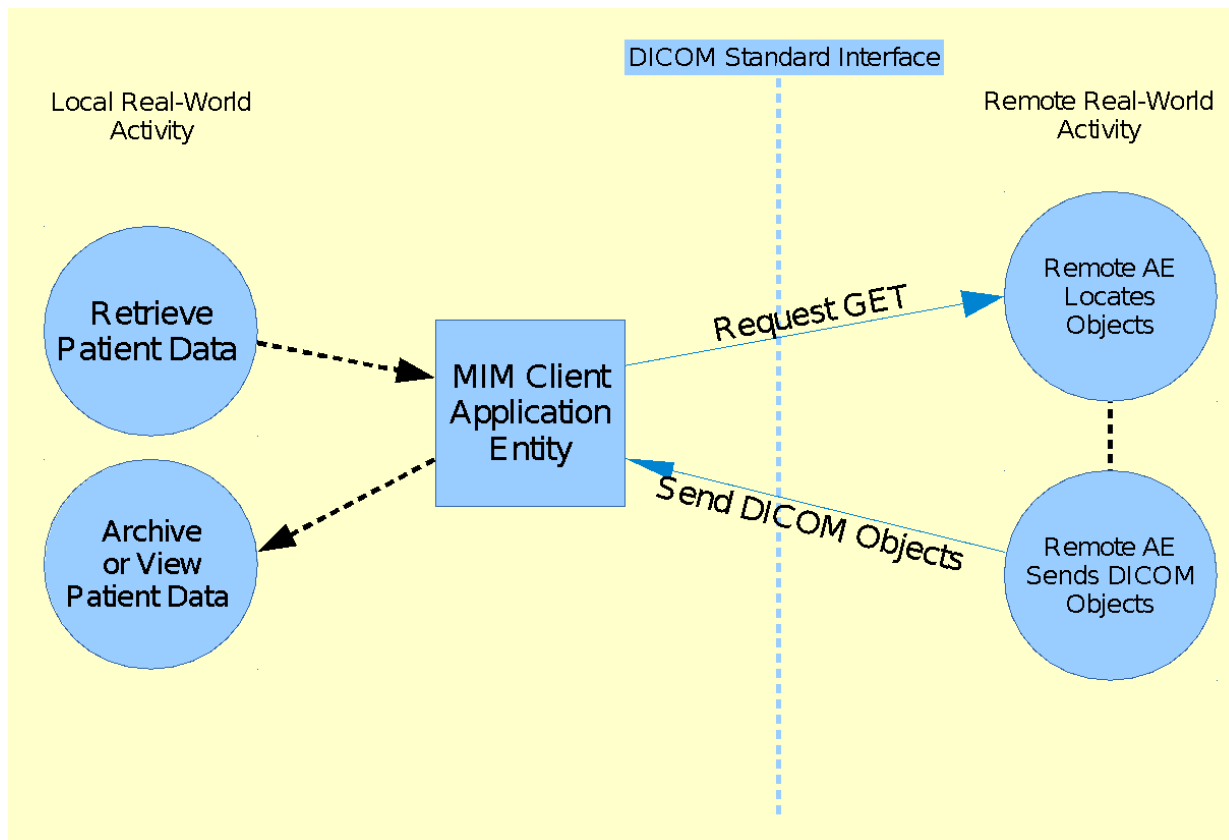 DICOM Standard Interface
Local Real-World
Activity
Remote Real-World
Activity
Retrieve
Patient Data
MIM Client
Application
Entity
Request GET
Remote AE
Locates
Objects
Send DICOM Objects
Archive
or View
Patient Data
Remote AE
Sends DICOM
Objects